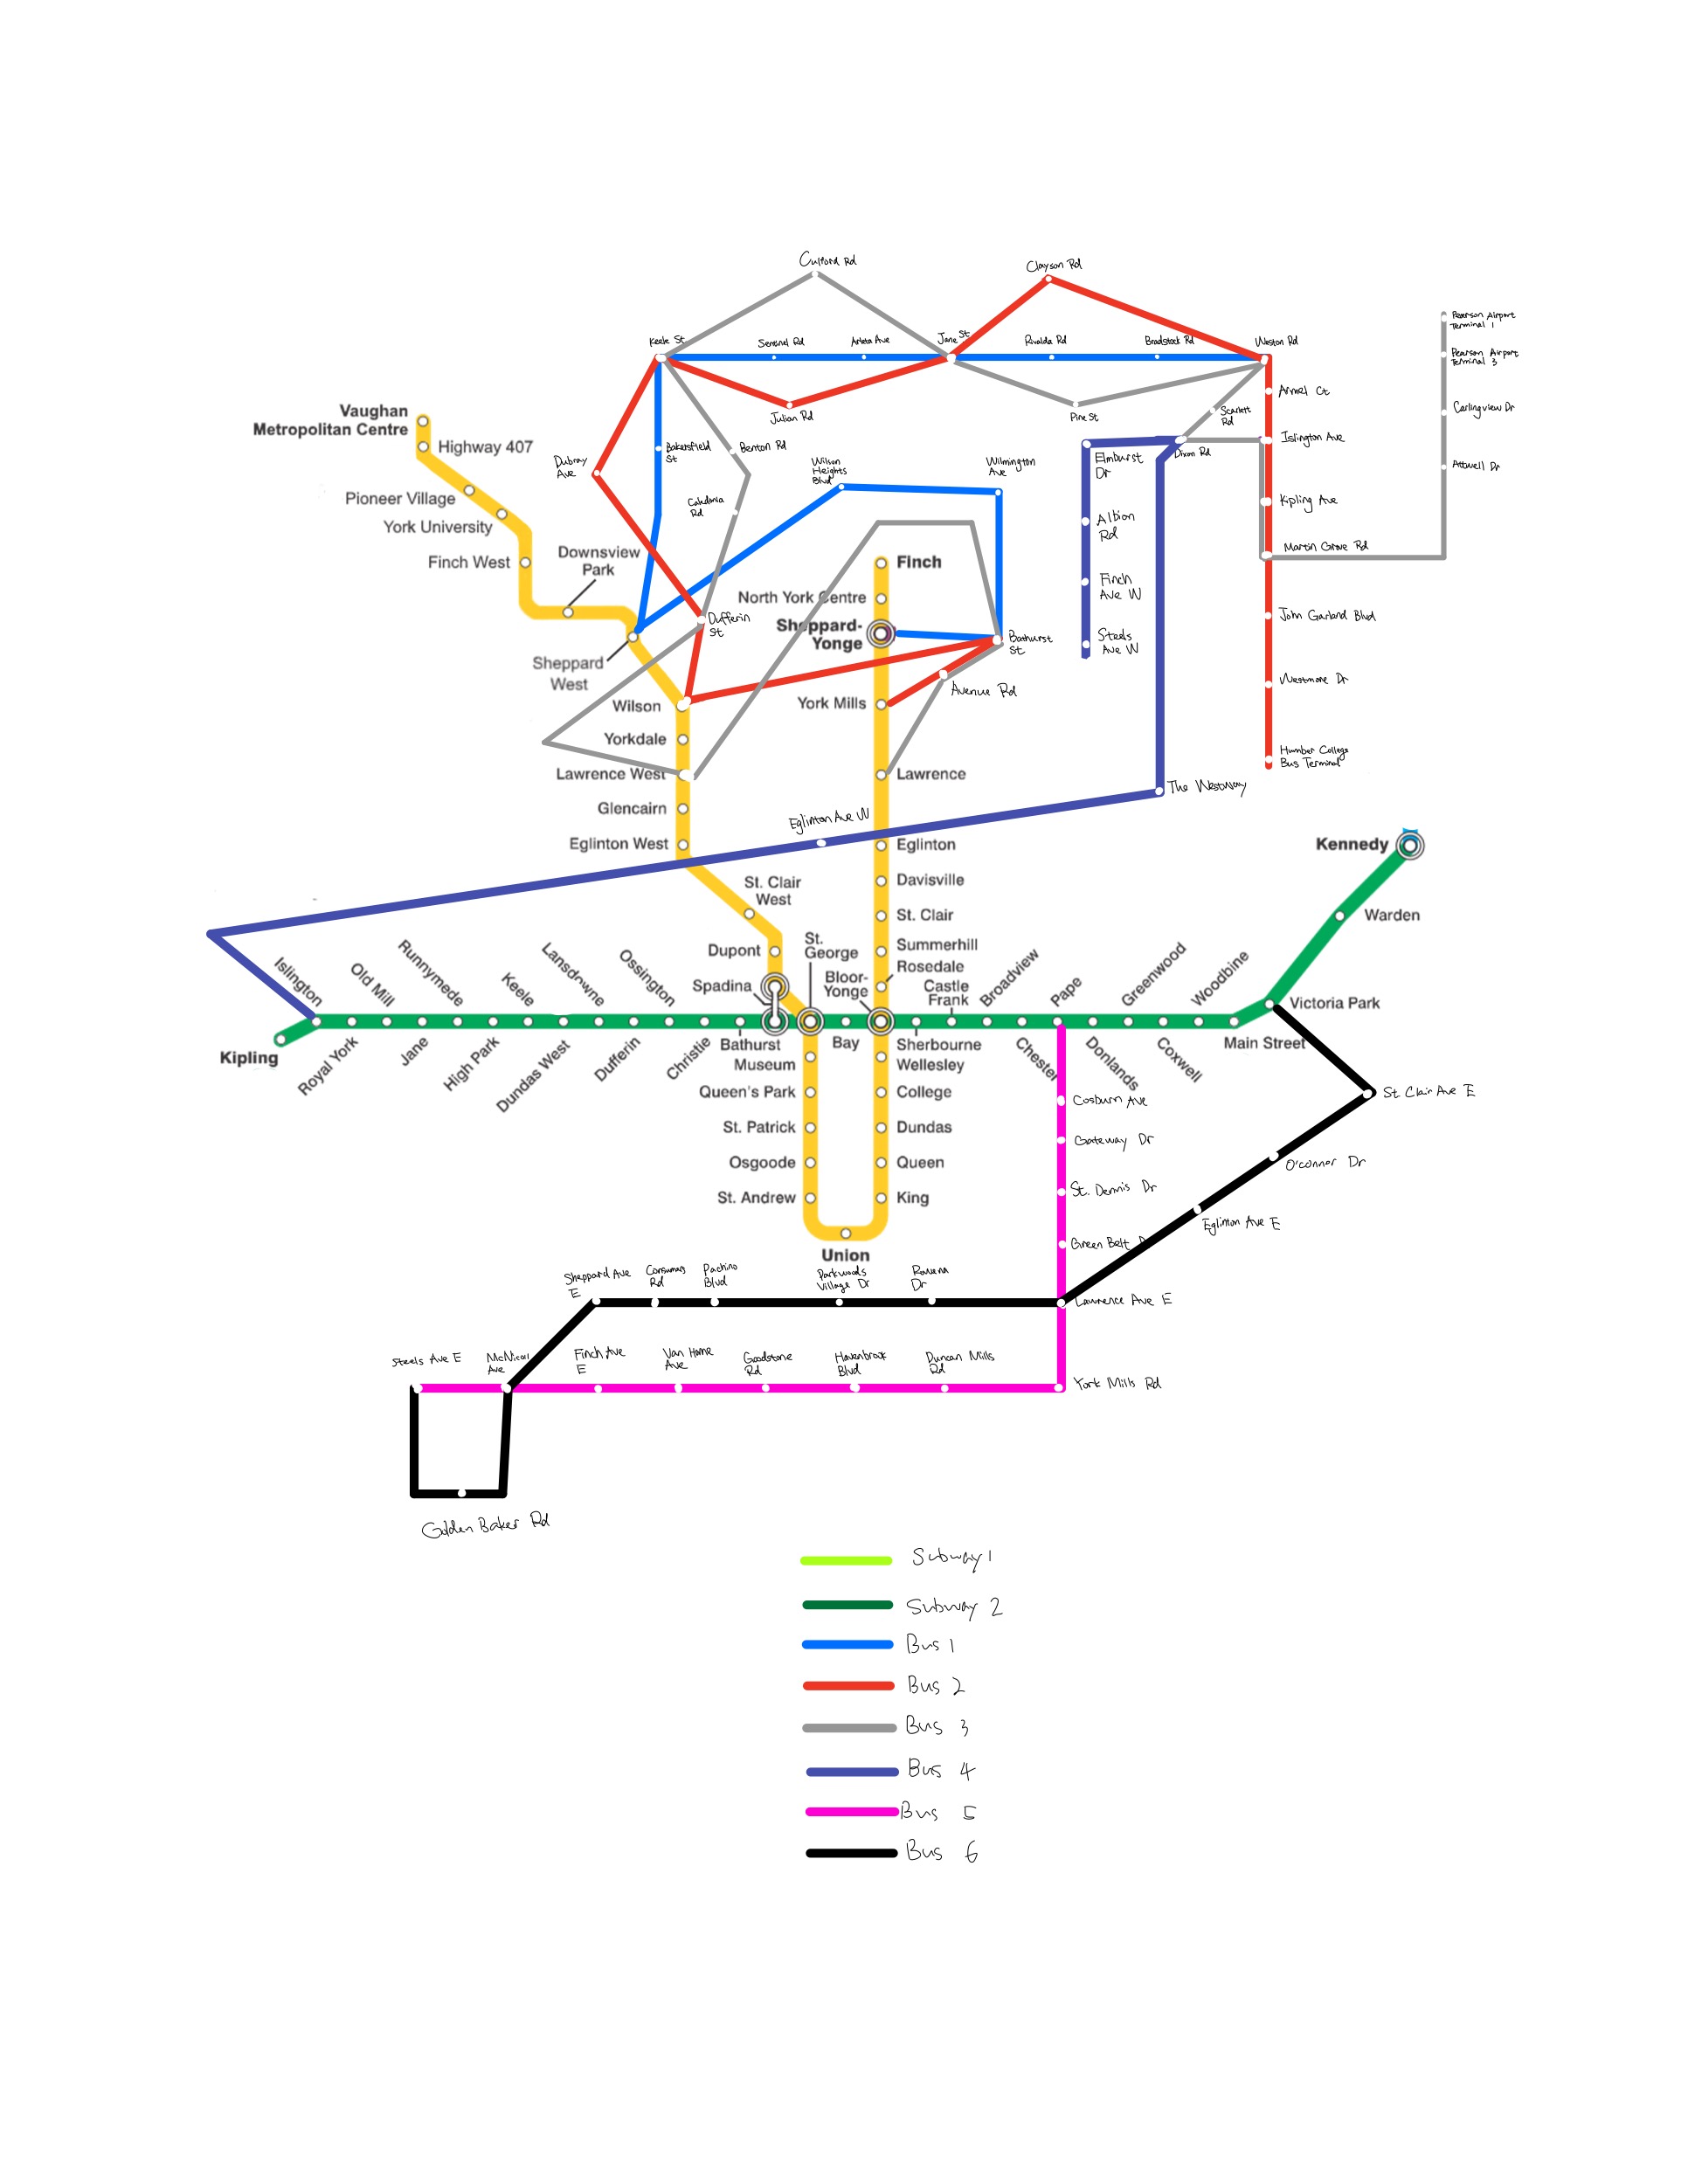 Culford Rd
Clayson Rd
Pearson Airport
Terminal 1
Keele St
Sentinel Rd
Arleta Ave
Jane St
Rivalda Rd
Bradstock Rd
Weston Rd
Pearson Airport
Terminal 3
Arrnel Ct
Vaughan
Metropolitan Centre
Julian Rd
Pine St
Scarlett
Rd
Carlingview Dr
Highway 407
Bakersfield
St
Benton Rd
Islington Ave
Dixon Rd
Dubray
Ave
Wilson
Heights
Blvd
Wilmington
Ave
Elmhurst
Dr
Attwell Dr
Pioneer Village
Caledonia
Rd
Kipling Ave
York University
Albion
Rd
Martin Grove Rd
Downsview
Park
Finch West
Finch
Finch
Ave W
North York Centre
Dufferin
St
John Garland Blvd
Sheppard-
Yonge
Bathurst
St
Steels
Ave W
Sheppard
West
Avenue Rd
Westmore Dr
Wilson
York Mills
Yorkdale
Humber College
Bus Terminal
Lawrence West
Lawrence
The Westway
Glencairn
Eglinton Ave W
Eglinton West
Eglinton
Kennedy
St. Clair
West
Davisville
St. Clair
Warden
Dupont
St.
George
Summerhill
Rosedale
Spadina
Bloor-
Yonge
Castle
Frank
Islington
Old Mill
Runnymede
Keele
Lansdowne
Ossington
Broadview
Pape
Greenwood
Woodbine
Victoria Park
Kipling
Royal York
Jane
High Park
Dundas West
Dufferin
Christie
Bathurst
Bay
Sherbourne
Chester
Donlands
Coxwell
Main Street
Museum
Wellesley
Queen's Park
College
Cosburn Ave
St. Clair Ave E
St. Patrick
Dundas
Gateway Dr
Osgoode
Queen
O'connor Dr
St. Andrew
King
St. Dennis Dr
Eglinton Ave E
Green Belt D
Union
Sheppard Ave
E
Consumers
Rd
Pachino
Blvd
Parkwoods
Village Dr
Ravena
Dr
Lawrence Ave E
Steels Ave E
McNicoll
Ave
Finch Ave
E
Van Horne
Ave
Goodstone
Rd
Havenbrook
Blvd
Duncan Mills
Rd
York Mills Rd
Golden Baker Rd
Subway 1
Subway 2
Bus 1
Bus 2
Bus 3
Bus 4
Bus 5
Bus 6